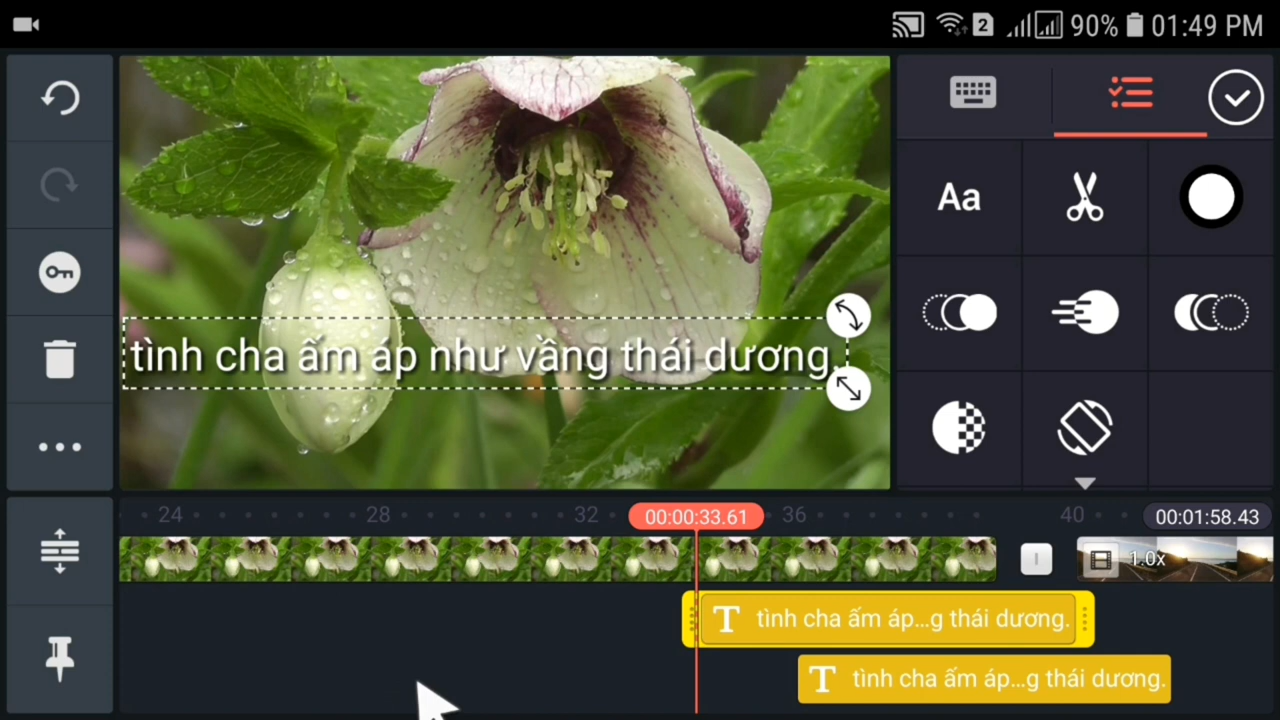 2 90% 01:49 PM
Aa
tình cha ấm áp như vầng thái dương.
24 28 32 00:00:33.61 36 40 00:01:58.43
1.0x
T tình cha ấm áp...g thái dương.
T tình cha ấm áp...g thái dương.